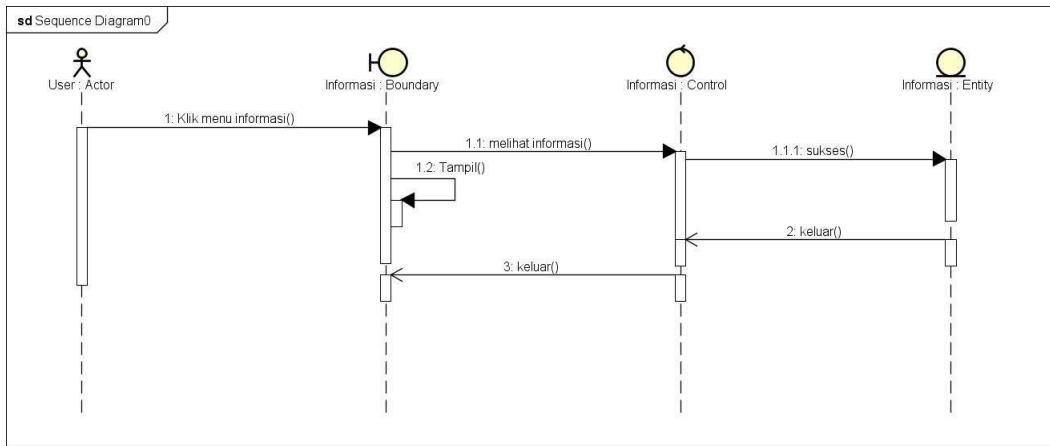 sd Sequence Diagram0
User : Actor
Informasi : Boundary
Informasi : Control
Informasi : Entity
1: Klik menu informasi()
1.1: melihat informasi()
1.1.1: sukses()
1.2: Tampil()
2: keluar()
3: keluar()